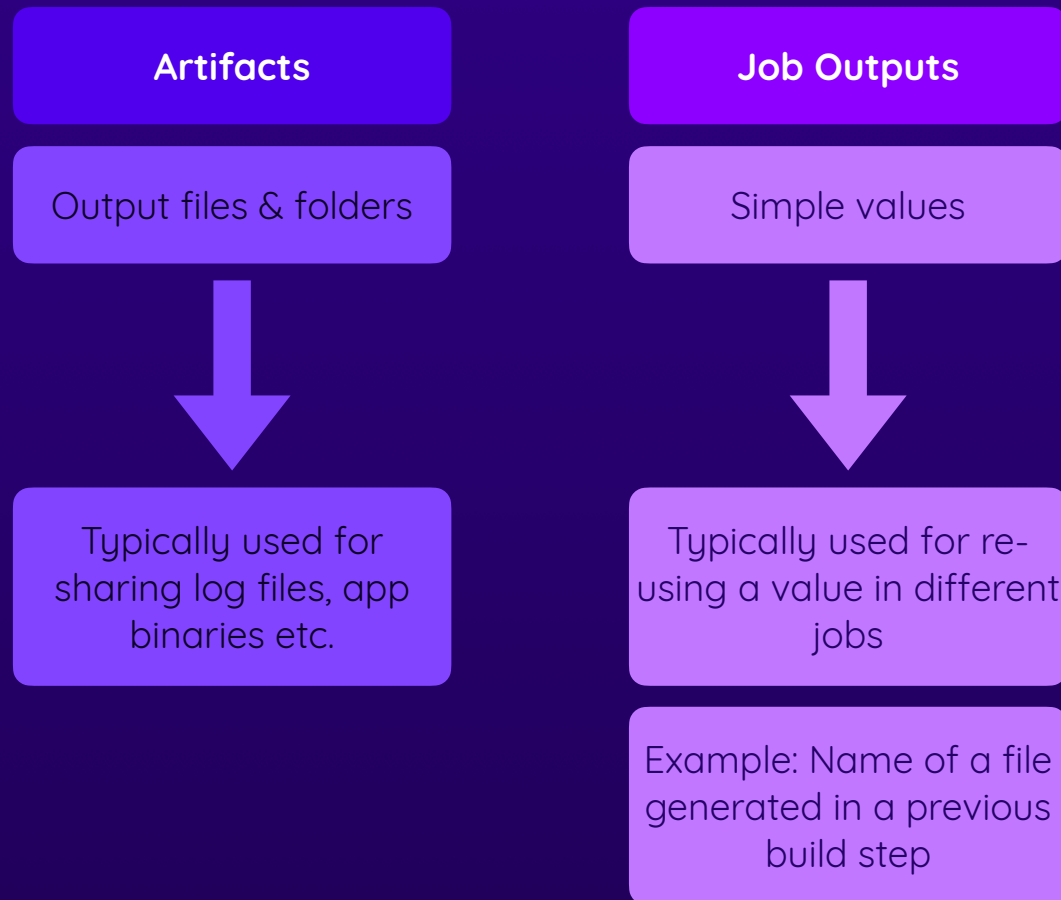 Artifacts
Output files & folders
Typically used for
sharing log files, app
binaries etc.
Job Outputs
Simple values
Typically used for re-
using a value in different
jobs
Example: Name of a file
generated in a previous
build step